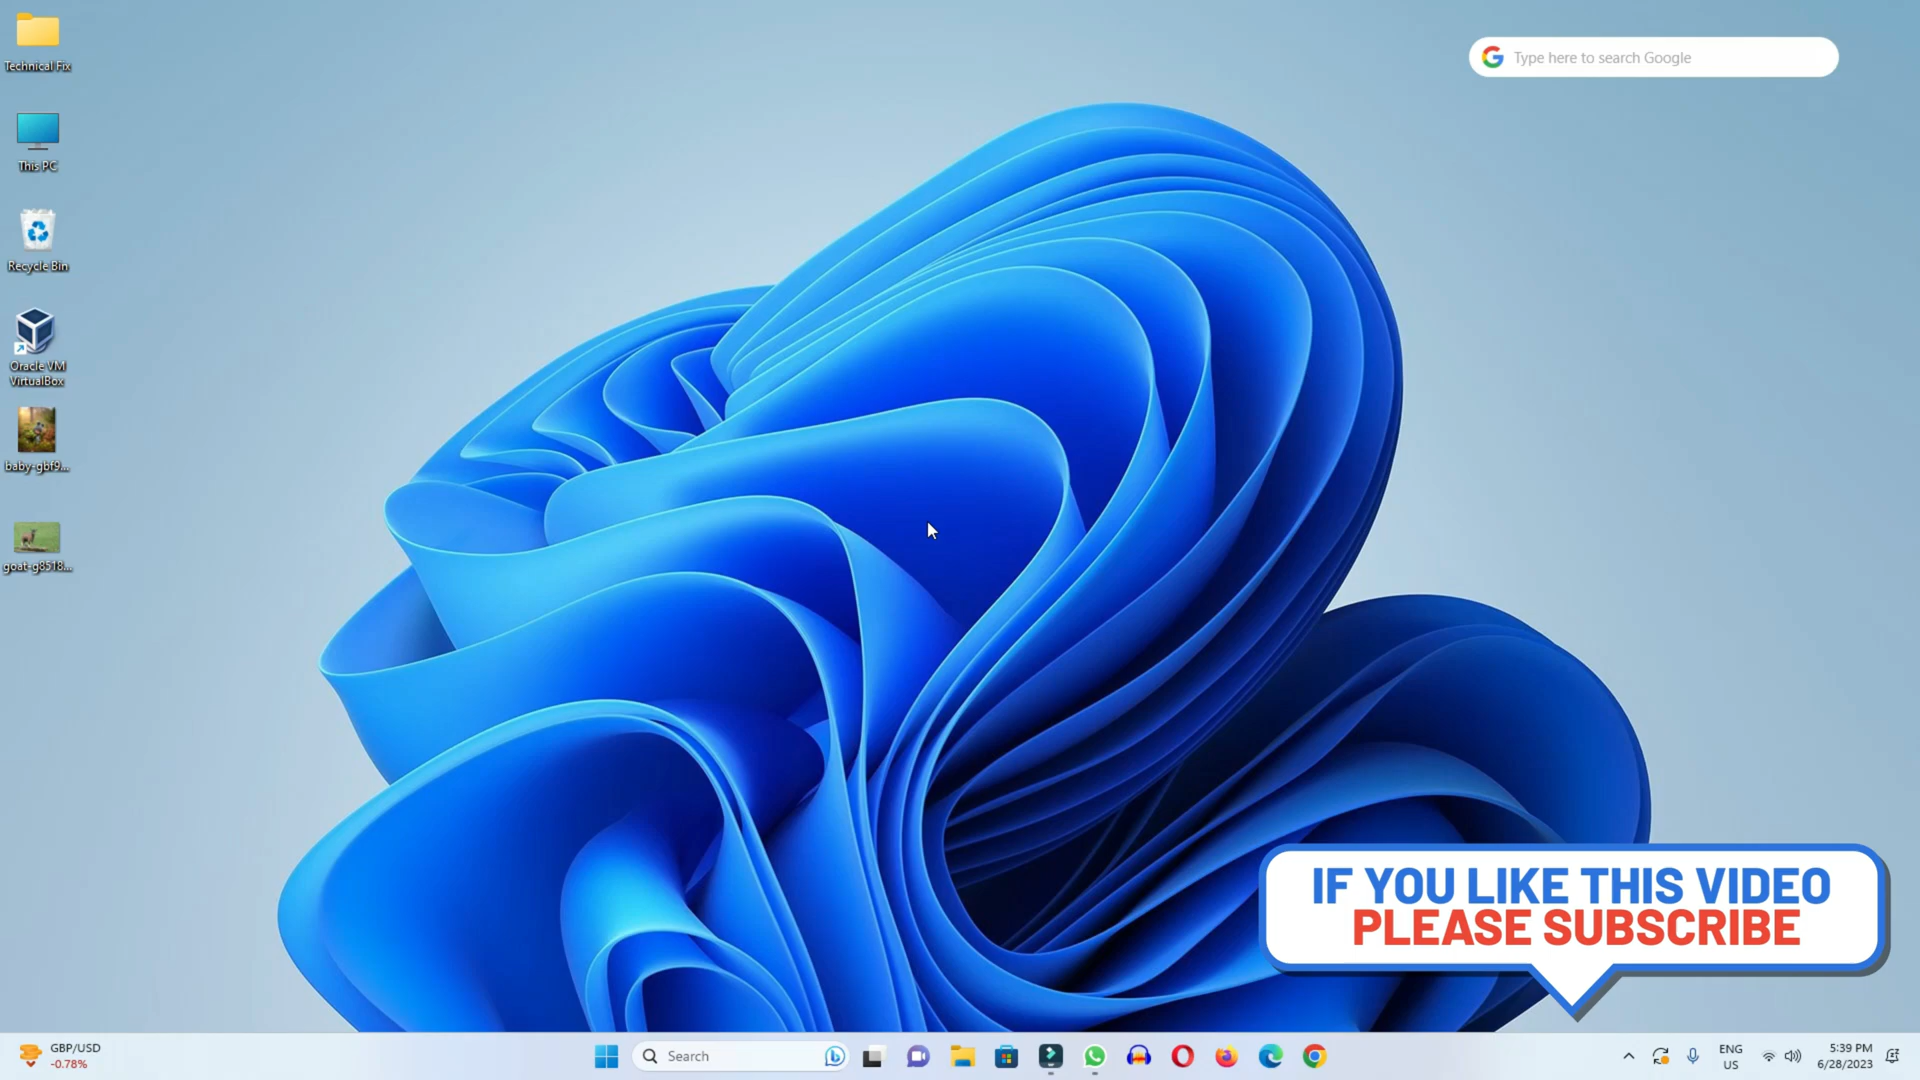 Technical Fix
This PC
Recycle Bin
Oracle VM
VirtualBox
baby-gbf9...
goat-g8518...
Type here to search Google
IF YOU LIKE THIS VIDEO
PLEASE SUBSCRIBE
GBP/USD
-0.78%
Search
ENG
US
5:39 PM
6/28/2023